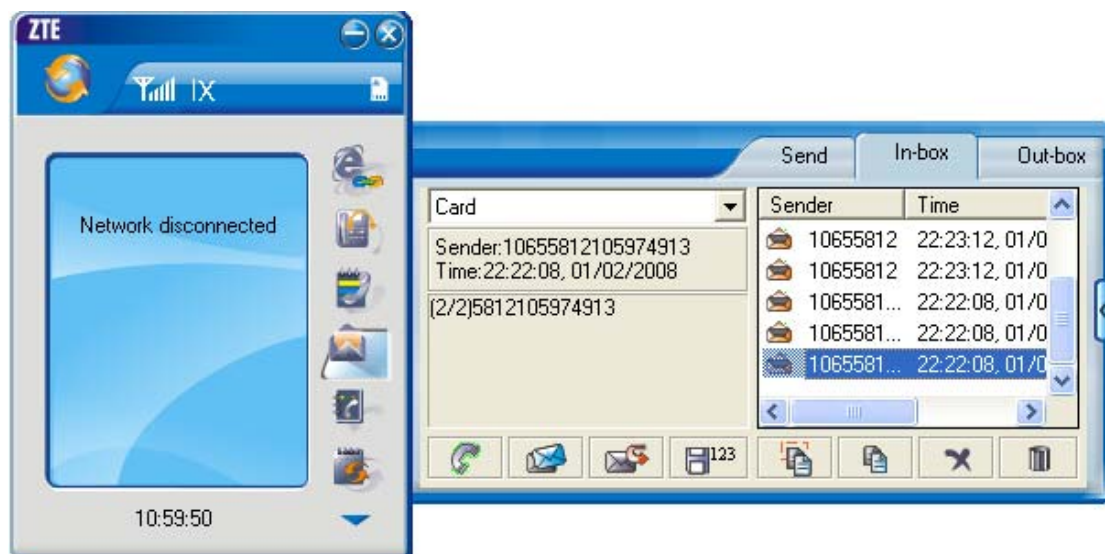 ZTE
1X
Network disconnected
10:59:50
Send
In-box
Out-box
Card
Sender:10655812105974913
Time:22:22:08, 01/02/2008
(2/2)5812105974913
Sender Time
10655812 22:23:12, 01/0
10655812 22:23:12, 01/0
1065581... 22:22:08, 01/0
1065581... 22:22:08, 01/0
1065581... 22:22:08, 01/0
123